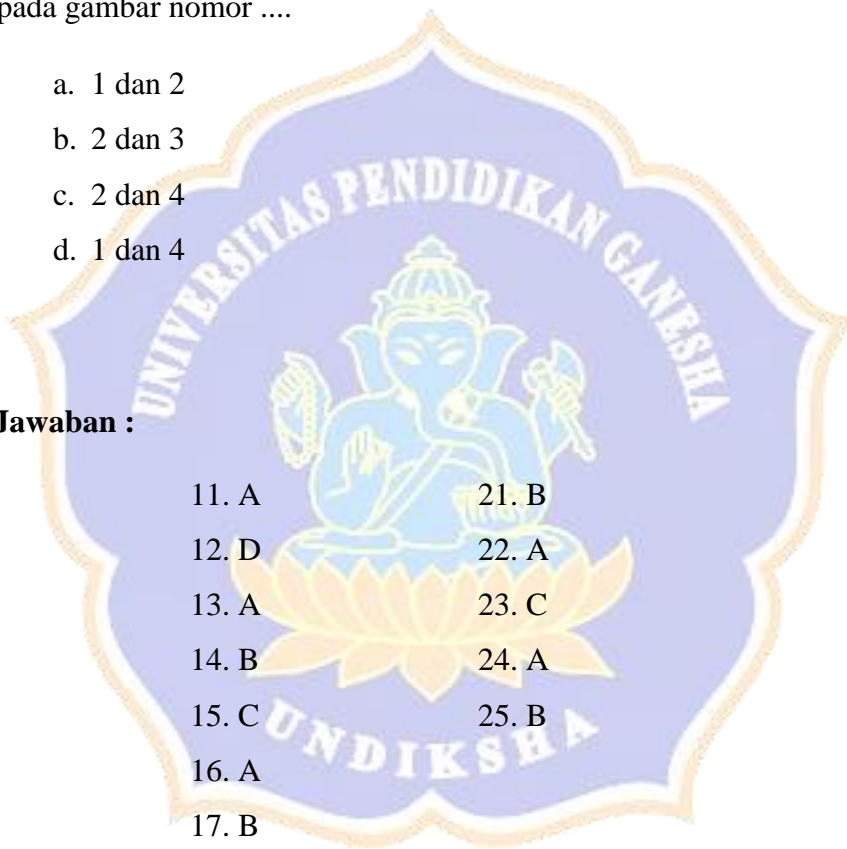 pada gambar nomor ....
a. 1 dan 2
b. 2 dan 3
c. 2 dan 4
d. 1 dan 4
UNIVERSITAS PENDIDIKAN GANESHA
Jawaban :
11. A 21. B
12. D 22. A
13. A 23. C
14. B 24. A
15. C 25. B
UNDIKSHA
16. A
17. B